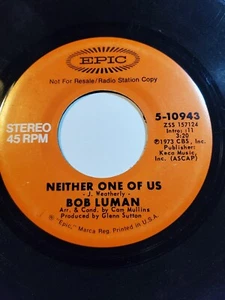 EPIC
Not For Resale/Radio Station Copy
STEREO
45 RPM
5-10943
ZSS 157124
Intro: :11
3:20
℗ 1973 CBS, Inc.
Publisher:
Keca Music,
Inc. (ASCAP)
NEITHER ONE OF US
- J. Weatherly -
BOB LUMAN
Arr. & Cond. by Cam Mullins
Produced by Glenn Sutton
® "Epic," Marca Reg. Printed in U.S.A.